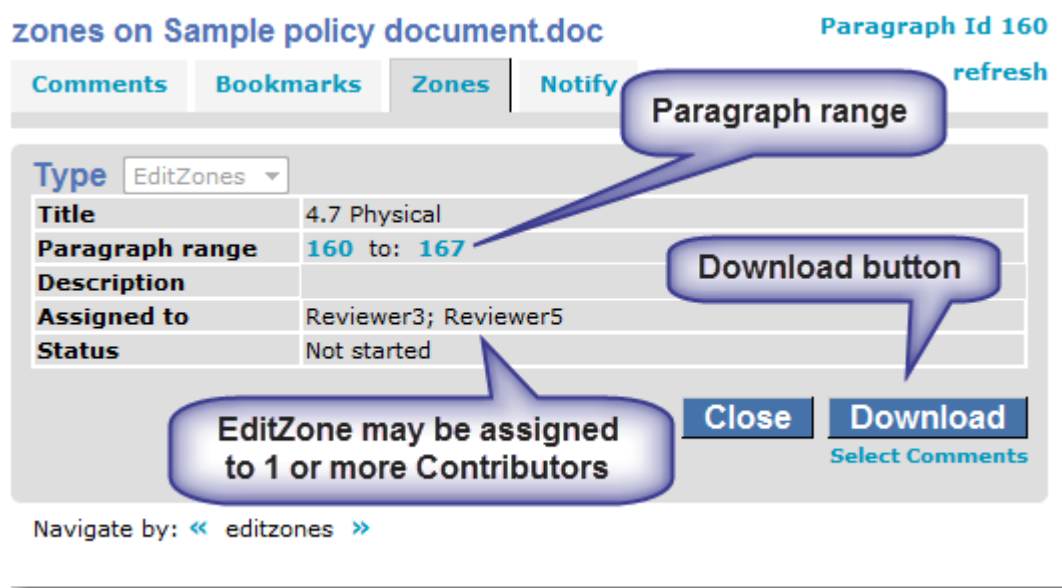 zones on Sample policy document.doc
Paragraph Id 160
refresh
Comments Bookmarks Zones Notify
Paragraph range
Type EditZones
Title 4.7 Physical
Paragraph range 160 to: 167
Description
Download button
Assigned to Reviewer3; Reviewer5
Status Not started
EditZone may be assigned
to 1 or more Contributors
Close Download
Select Comments
Navigate by: « editzones »